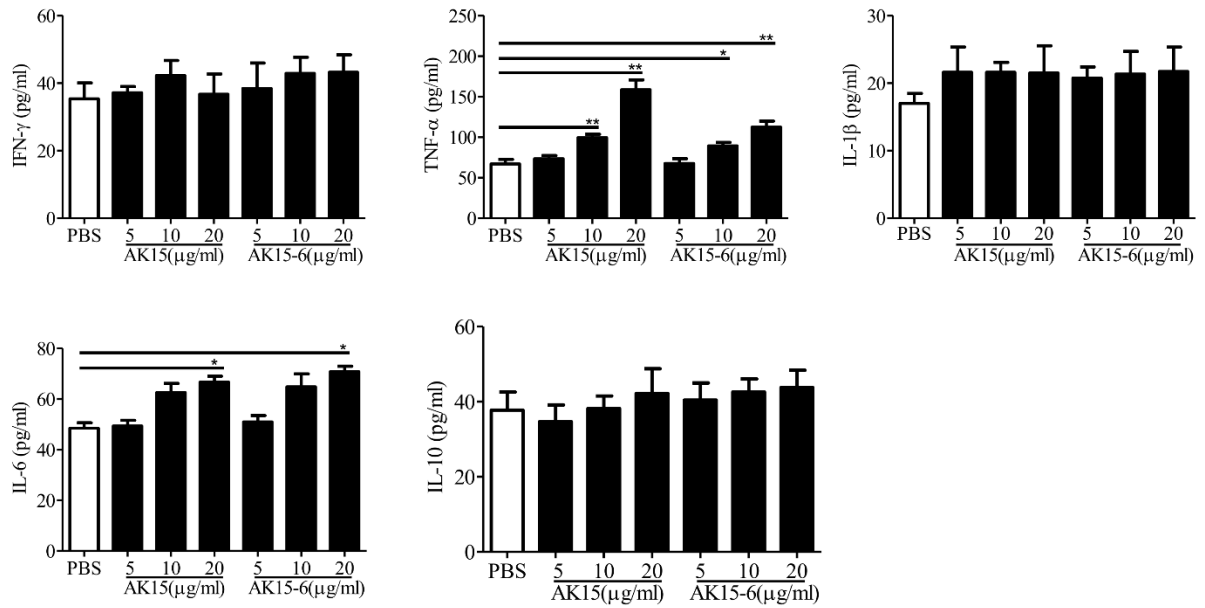 60
40
20
0
IFN-γ (pg/ml)
PBS 5 10 20 5 10 20
AK15(μg/ml) AK15-6(μg/ml)
250
200
150
100
50
0
TNF-α (pg/ml)
**
*
**
**
PBS 5 10 20 5 10 20
AK15(μg/ml) AK15-6(μg/ml)
30
20
10
0
IL-1β (pg/ml)
PBS 5 10 20 5 10 20
AK15(μg/ml) AK15-6(μg/ml)
80
60
40
20
0
IL-6 (pg/ml)
*
*
PBS 5 10 20 5 10 20
AK15(μg/ml) AK15-6(μg/ml)
60
40
20
0
IL-10 (pg/ml)
PBS 5 10 20 5 10 20
AK15(μg/ml) AK15-6(μg/ml)